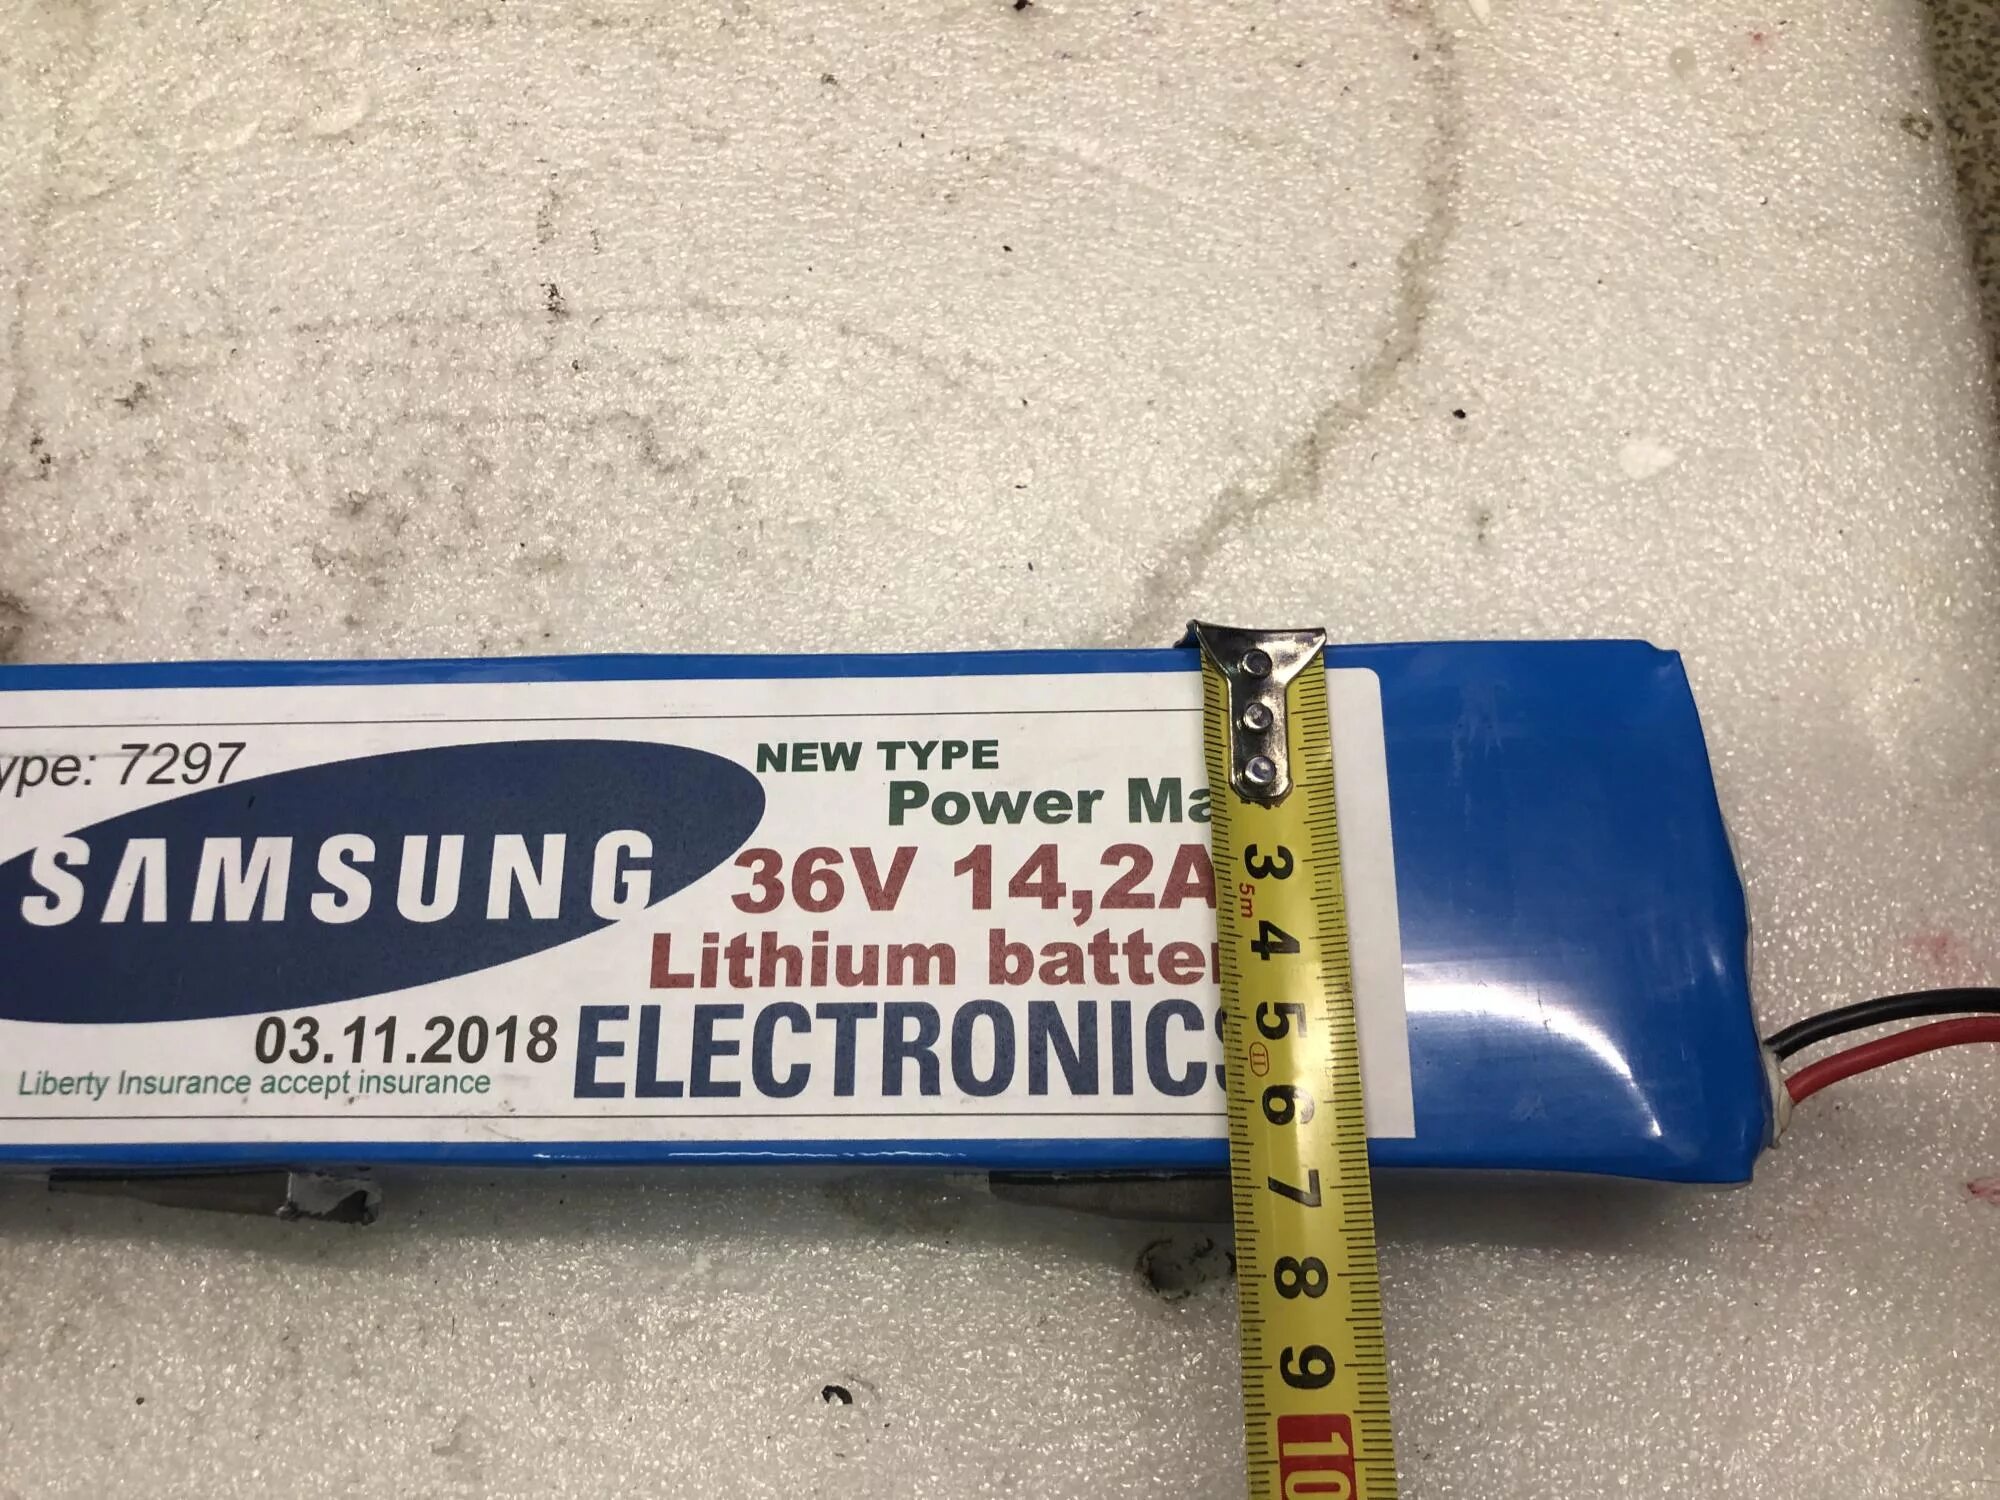 ype: 7297
SAMSUNG
NEW TYPE
Power Ma
36V 14,2A
Lithium batte
ELECTRONICS
03.11.2018
Liberty Insurance accept insurance
3
5m
4
5
II
6
7
8
9
10